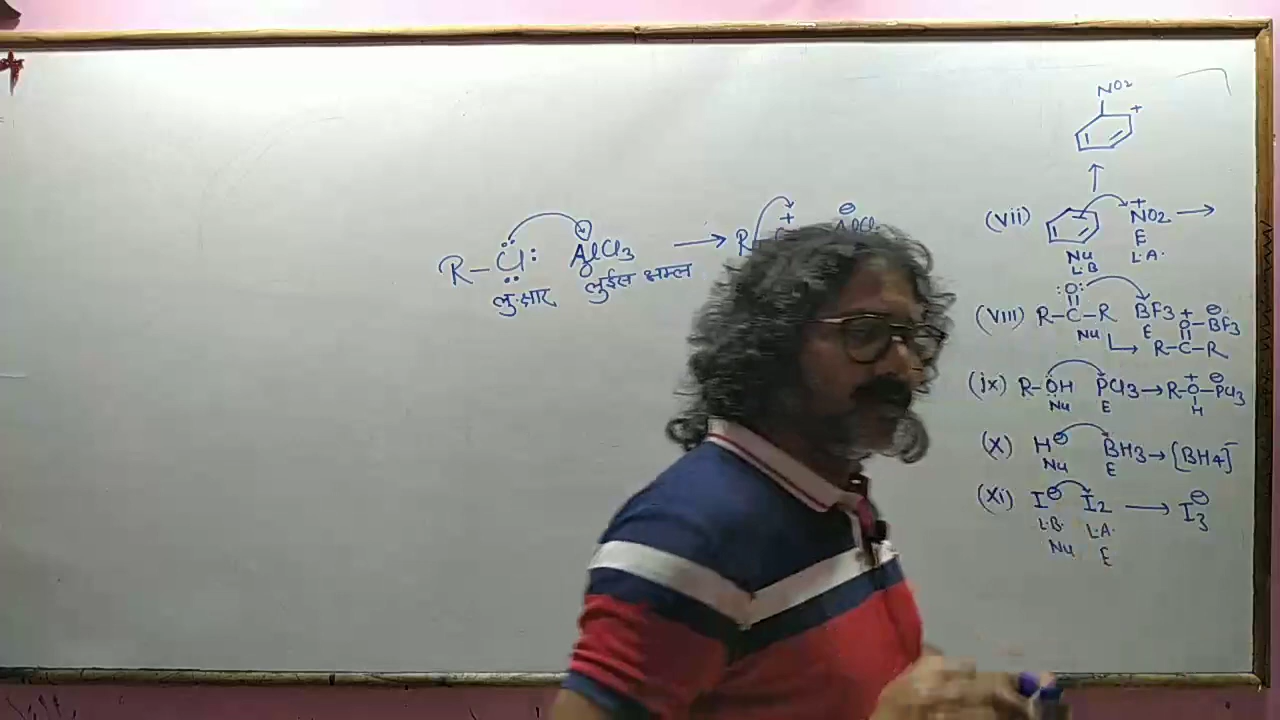 R–Cl: AlCl3 → R
लु॰क्षार लुईस अम्ल
NO2
+
(vii) +NO2 →
Nu E
L·B L·A·
:O:
(viii) R–C–R BF3 + ⊖
Nu E O–BF3
R–C–R
(ix) R–ÖH PCl3 → R–O–PCl3
Nu E H
(x) H⊖ BH3 → [BH4]–
Nu E
(xi) I⊖ I2 → I3⊖
L·B· L·A·
Nu E